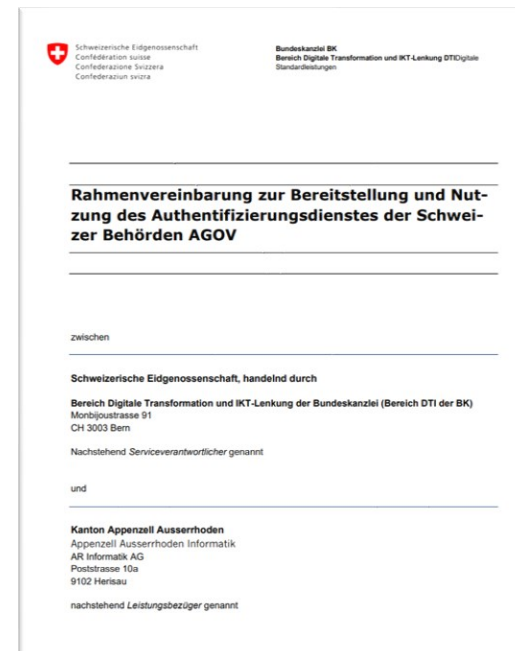 Schweizerische Eidgenossenschaft
Confédération suisse
Confederazione Svizzera
Confederaziun svizra
Bundeskanzlei BK
Bereich Digitale Transformation und IKT-Lenkung DTIDigitale
Standardleistungen
Rahmenvereinbarung zur Bereitstellung und Nut-
zung des Authentifizierungsdienstes der Schwei-
zer Behörden AGOV
zwischen
Schweizerische Eidgenossenschaft, handelnd durch
Bereich Digitale Transformation und IKT-Lenkung der Bundeskanzlei (Bereich DTI der BK)
Monbijoustrasse 91
CH 3003 Bern
Nachstehend Serviceverantwortlicher genannt
und
Kanton Appenzell Ausserrhoden
Appenzell Ausserrhoden Informatik
AR Informatik AG
Poststrasse 10a
9102 Herisau
nachstehend Leistungsbezüger genannt